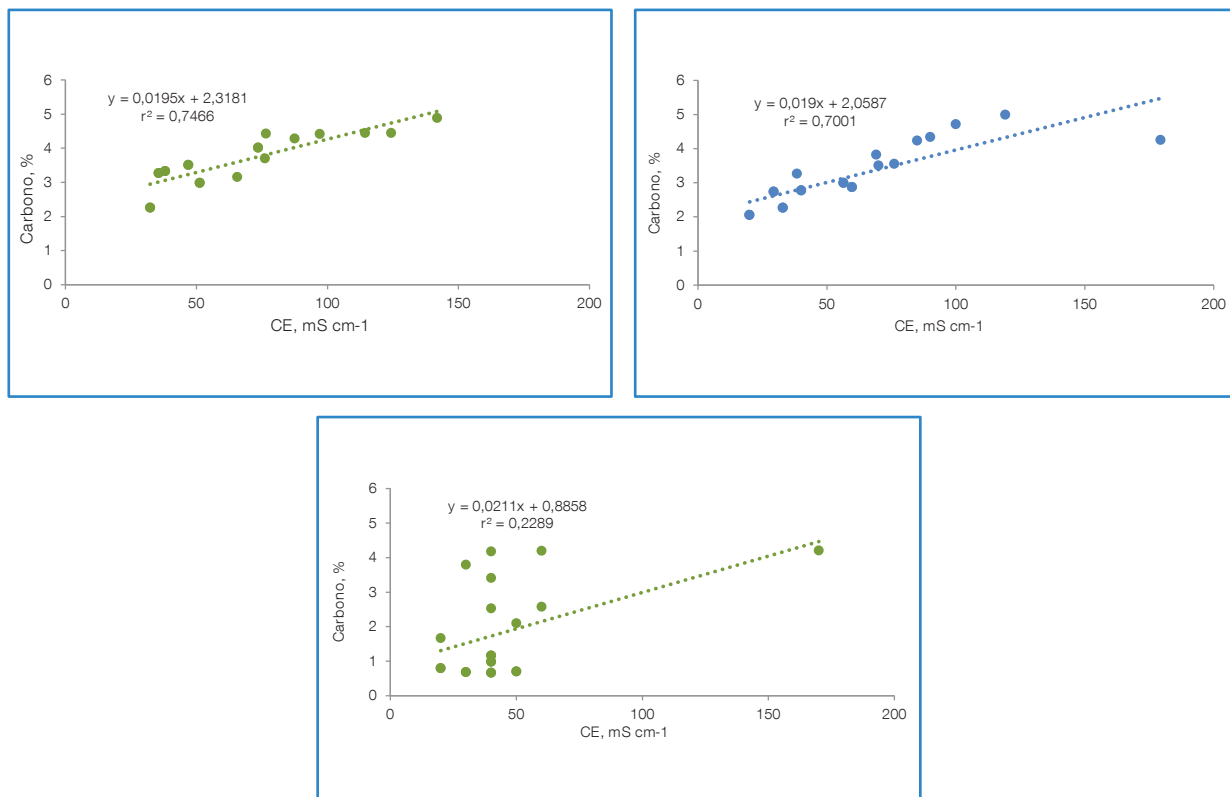 6
y = 0,0195x + 2,3181
r² = 0,7466
5
4
3
2
1
0
Carbono, %
0 50 100 150 200
CE, mS cm-1
6
y = 0,019x + 2,0587
r² = 0,7001
5
4
3
2
1
0
Carbono, %
0 50 100 150 200
CE, mS cm-1
6
y = 0,0211x + 0,8858
r² = 0,2289
5
4
3
2
1
0
Carbono, %
0 50 100 150 200
CE, mS cm-1